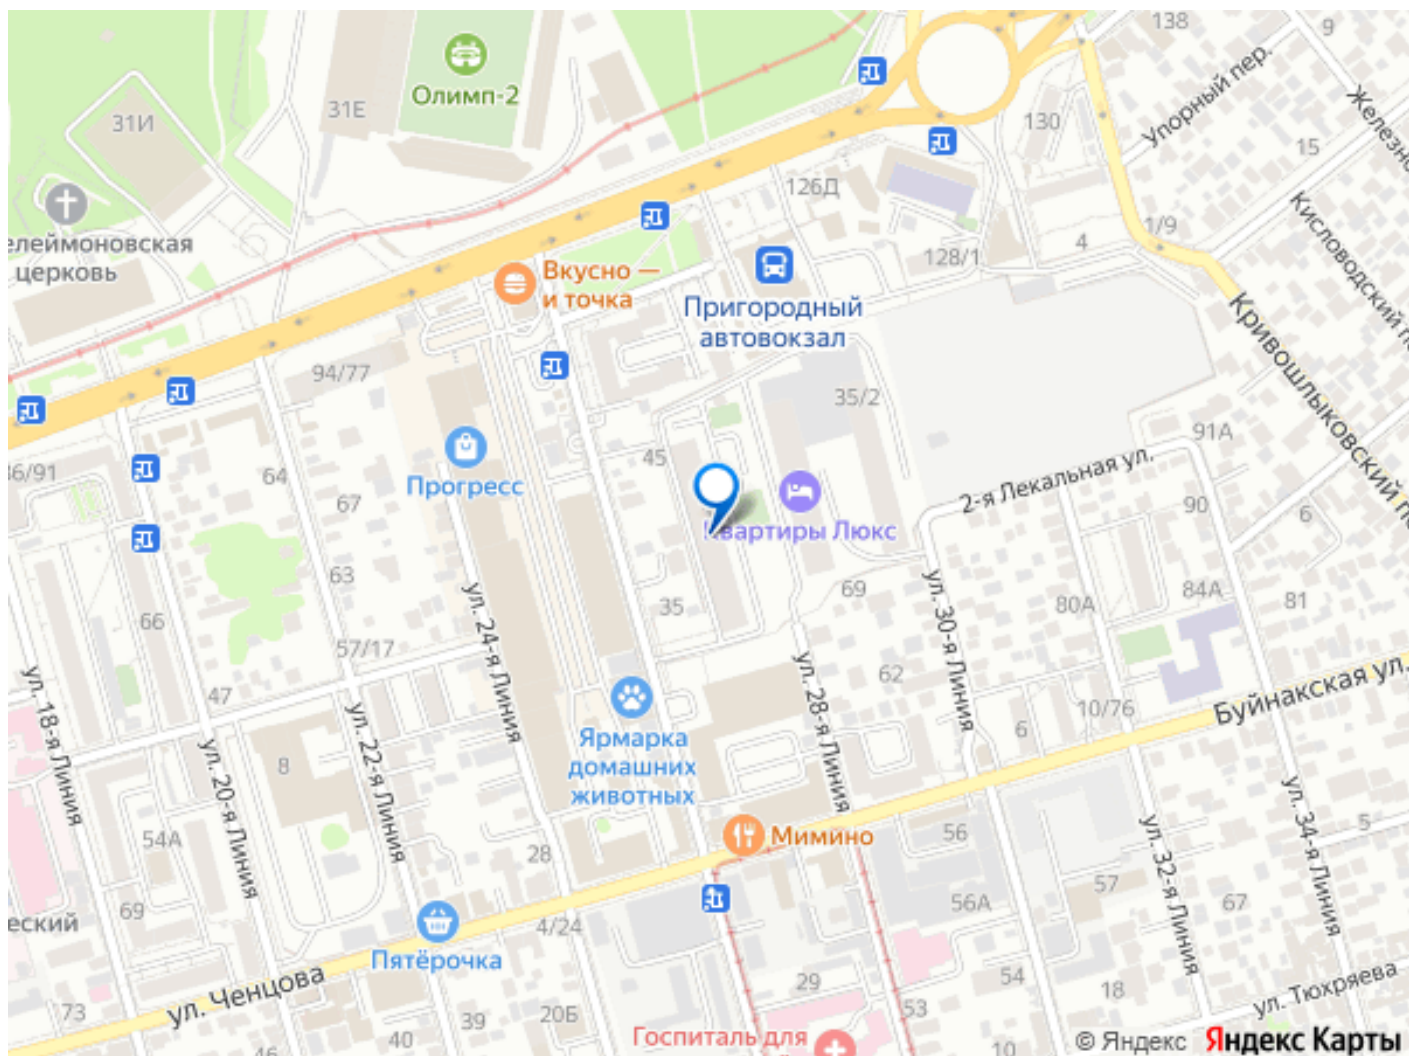 138
9
Упорный пер.
Железно
Олимп-2
31Е
31И
130
15
126Д
Кисловодский п
1/9
4
128/1
елеймоновская
церковь
Вкусно —
и точка
Пригородный
автовокзал
Кривошлыковский п
94/77
35/2
91А
2-я Лекальная ул.
45
Прогресс
64
67
36/91
90
6
Квартиры Люкс
63
66
57/17
35
69
84А
81
80А
ул. 24-я Линия
ул. 30-я Линия
62
ул. 28-я Линия
6
10/76
Буйнакская ул.
47
ул. 18-я Линия
ул. 20-я Линия
ул. 22-я Линия
8
Ярмарка
домашних
животных
Мимино
54А
28
56
5
ул. 32-я Линия
ул. 34-я Линия
57
67
56А
69
еский
4/24
Пятёрочка
ул. Ченцова
73
40
39
20Б
46
29
53
54
18
10
ул. Тюхряева
Госпиталь для
© Яндекс Яндекс Карты